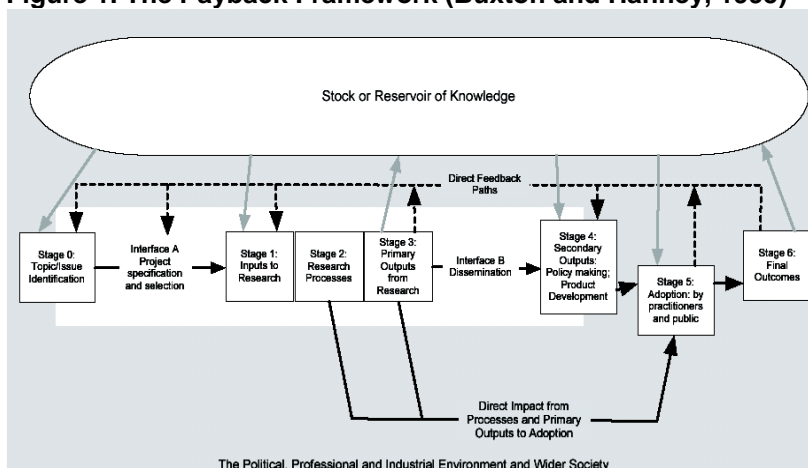 Figure 1. The Payback Framework (Buxton and Hanney,
Stock or Reservoir of Knowledge
Direct Feedback
Paths
Stage 0:
Topic/Issue
Identification
Interface A
Project
specification
and selection
Stage 1:
Inputs to
Research
Stage 2:
Research
Processes
Stage 3:
Primary
Outputs
from
Research
Interface B
Dissemination
Stage 4:
Secondary
Outputs:
Policy making;
Product
Development
Stage 5:
Adoption: by
practitioners
and public
Stage 6:
Final
Outcomes
Direct Impact from
Processes and Primary
Outputs to Adoption
The Political, Professional and Industrial Environment and Wider Society